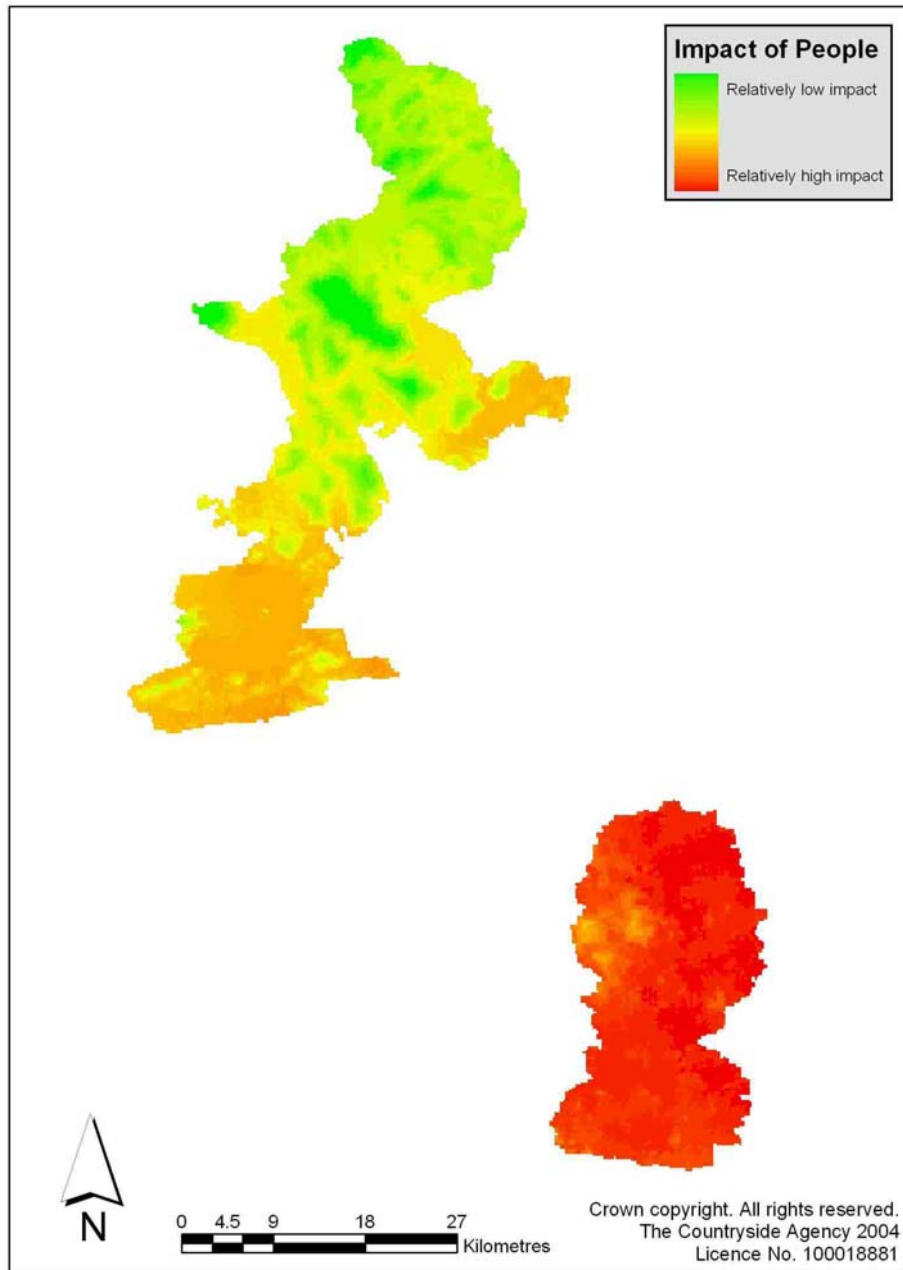 Impact of People
Relatively low impact
Relatively high impact
N
0 4.5 9 18 27
Kilometres
Crown copyright. All rights reserved.
The Countryside Agency 2004
Licence No. 100018881